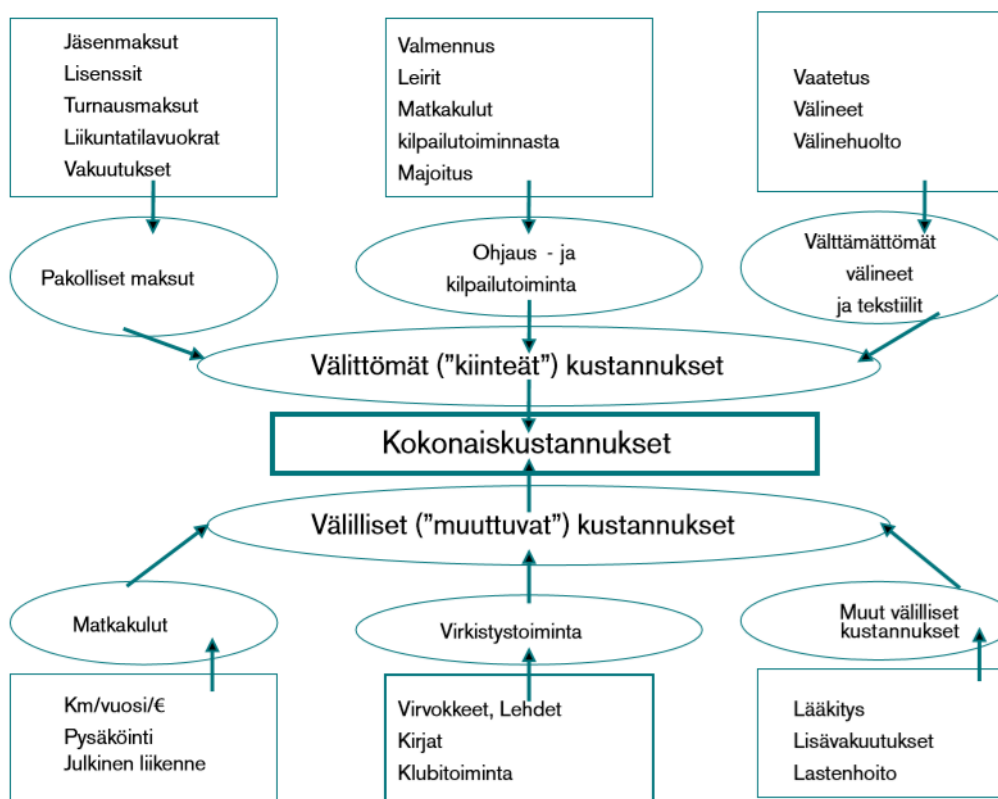 Jäsenmaksut
Lisenssit
Turnausmaksut
Liikuntatilavuokrat
Vakuutukset
Valmennus
Leirit
Matkakulut
kilpailutoiminnasta
Majoitus
Vaatetus
Välineet
Välinehuolto
Pakolliset maksut
Ohjaus - ja
kilpailutoiminta
Välttämättömät
välineet
ja tekstiilit
Välittömät (”kiinteät”) kustannukset
Kokonaiskustannukset
Välilliset (”muuttuvat”) kustannukset
Matkakulut
Virkistystoiminta
Muut välilliset
kustannukset
Km/vuosi/€
Pysäköinti
Julkinen liikenne
Virvokkeet, Lehdet
Kirjat
Klubitoiminta
Lääkitys
Lisävakuutukset
Lastenhoito